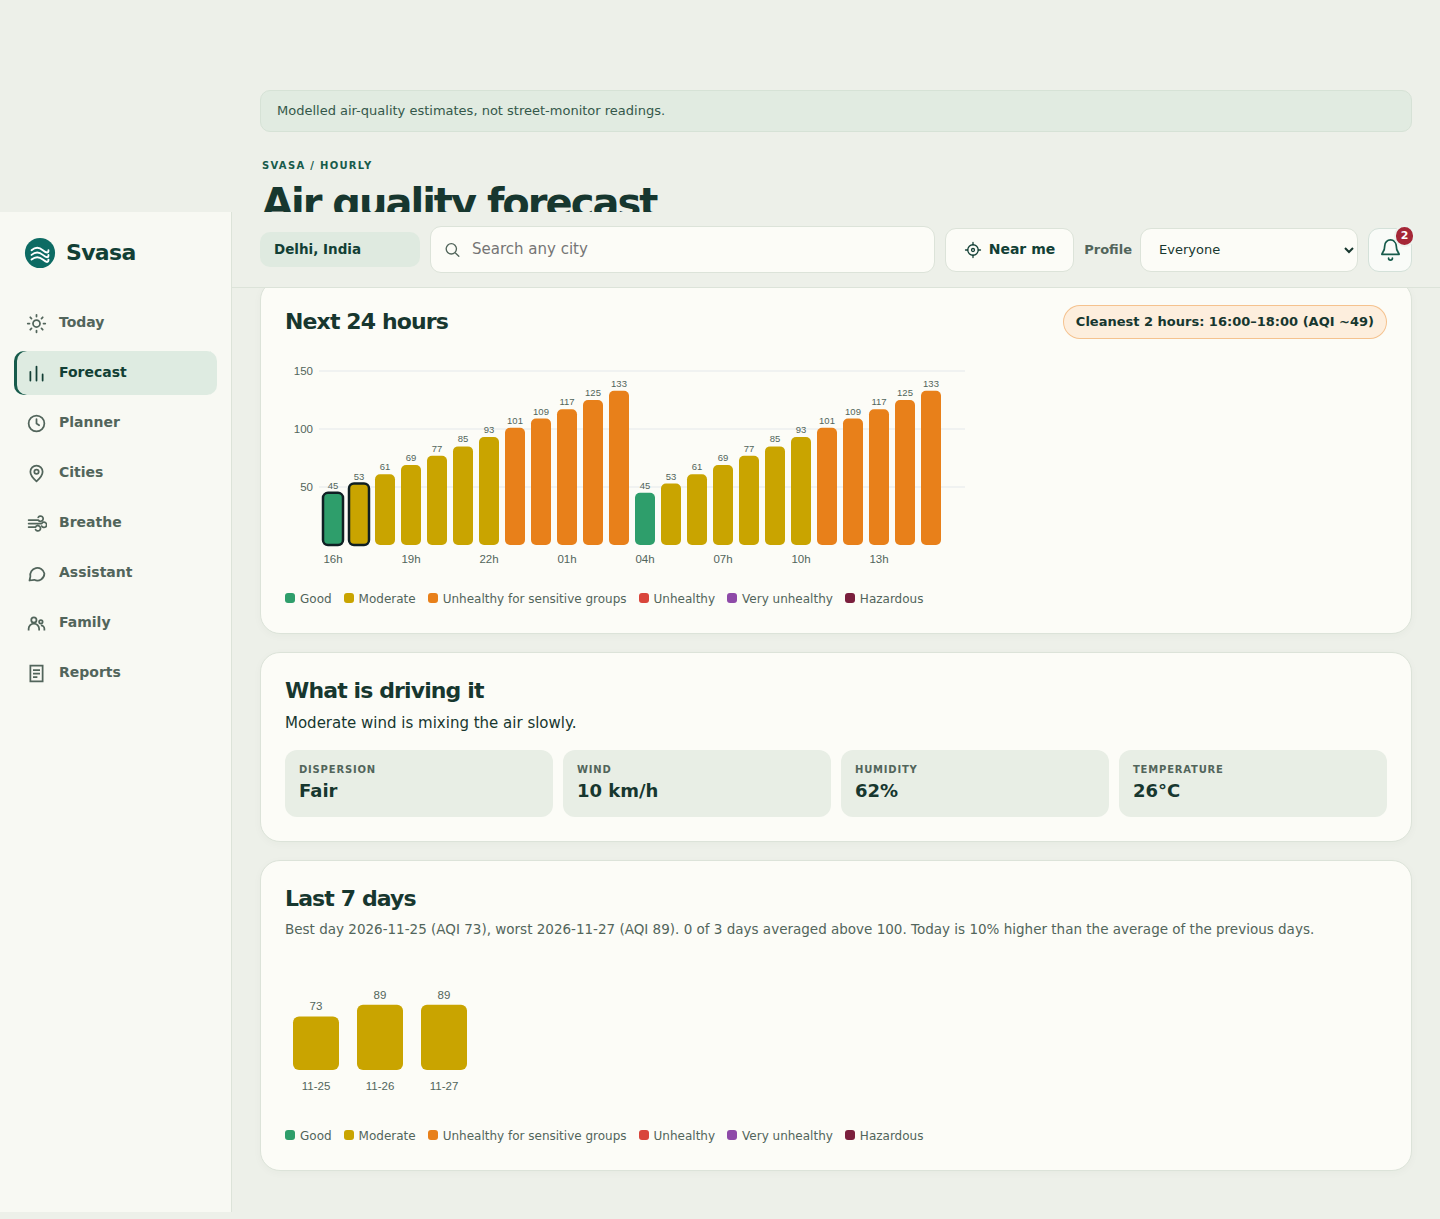 Modelled air-quality estimates, not street-monitor readings.
SVASA / HOURLY
Air quality forecast
Svasa
Delhi, India
Search any city
Near me
Profile
Everyone
2
Today
Forecast
Planner
Cities
Breathe
Assistant
Family
Reports
Next 24 hours
Cleanest 2 hours: 16:00–18:00 (AQI ~49)
150
100
50
45 53 61 69 77 85 93 101 109 117 125 133 45 53 61 69 77 85 93 101 109 117 125 133
16h 19h 22h 01h 04h 07h 10h 13h
Good Moderate Unhealthy for sensitive groups Unhealthy Very unhealthy Hazardous
What is driving it
Moderate wind is mixing the air slowly.
DISPERSION
Fair
WIND
10 km/h
HUMIDITY
62%
TEMPERATURE
26°C
Last 7 days
Best day 2026-11-25 (AQI 73), worst 2026-11-27 (AQI 89). 0 of 3 days averaged above 100. Today is 10% higher than the average of the previous days.
73 89 89
11-25 11-26 11-27
Good Moderate Unhealthy for sensitive groups Unhealthy Very unhealthy Hazardous